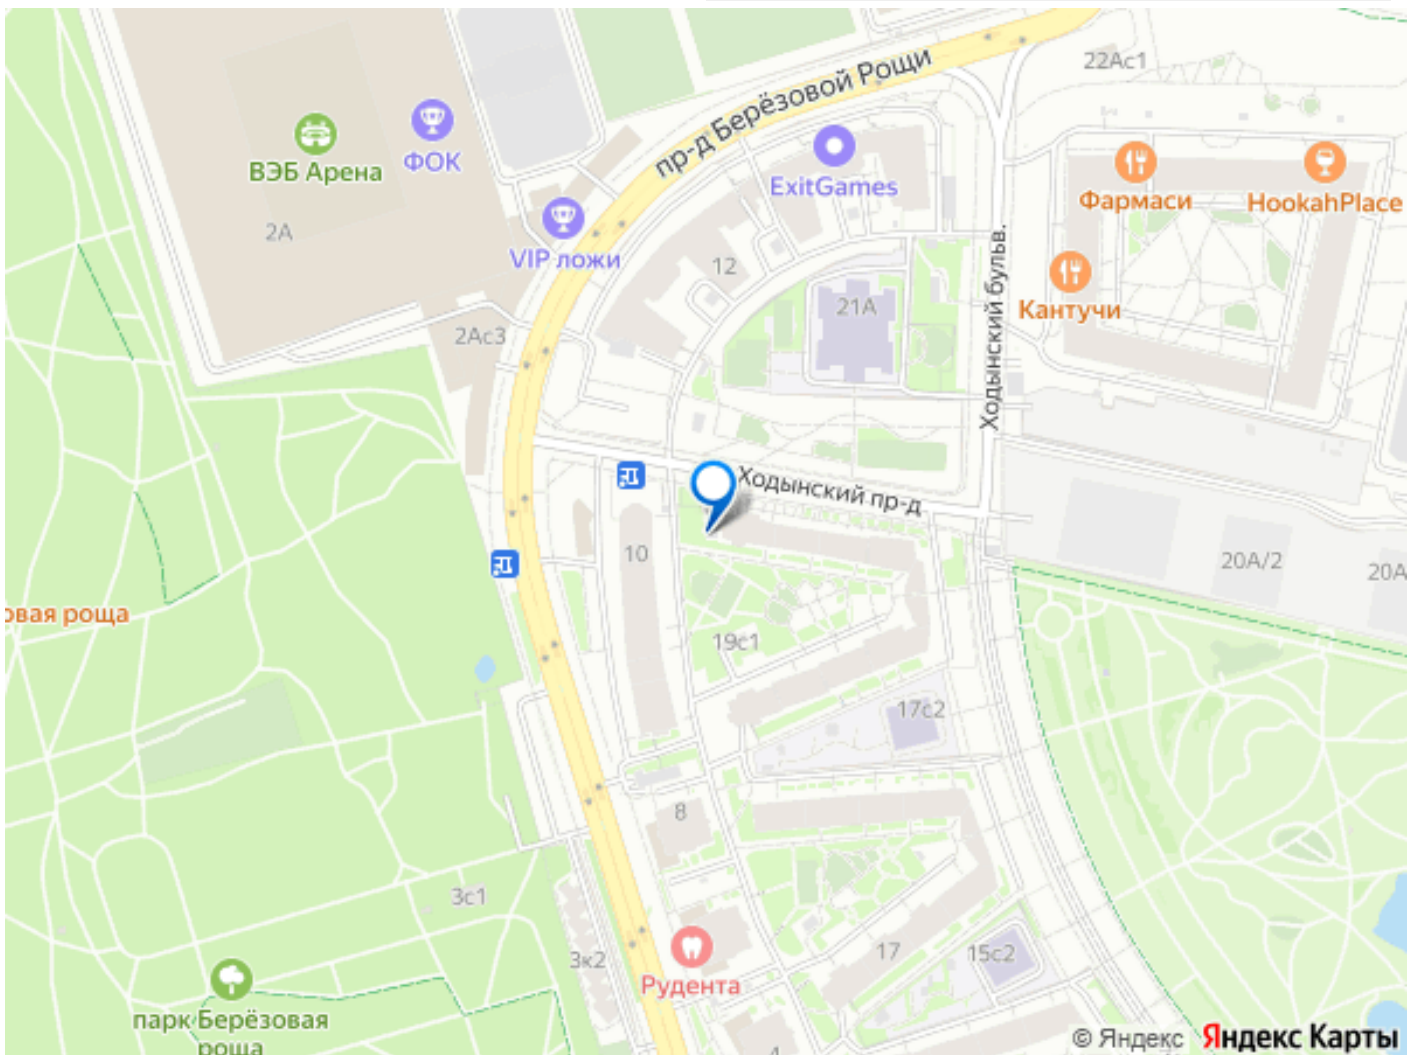 22Ас1
пр-д Берёзовой Рощи
ВЭБ Арена
ФОК
ExitGames
Фармаси
HookahPlace
2А
VIP ложи
12
21А
Кантучи
2Ас3
Ходынский бульв.
Ходынский пр-д
10
20А/2
20А
овая роща
19с1
17с2
8
3с1
3к2
17
15с2
Рудента
парк Берёзовая
роща
4
© Яндекс Яндекс Карты